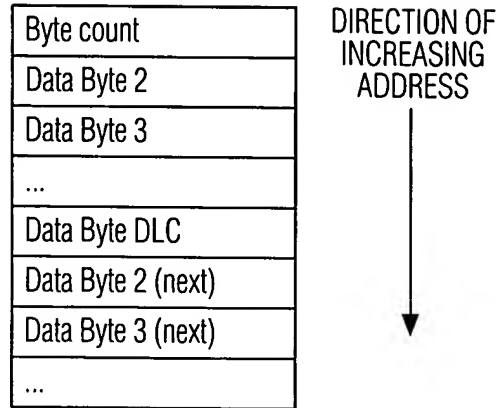 Byte count
Data Byte 2
Data Byte 3
...
Data Byte DLC
Data Byte 2 (next)
Data Byte 3 (next)
...
DIRECTION OF
INCREASING
ADDRESS